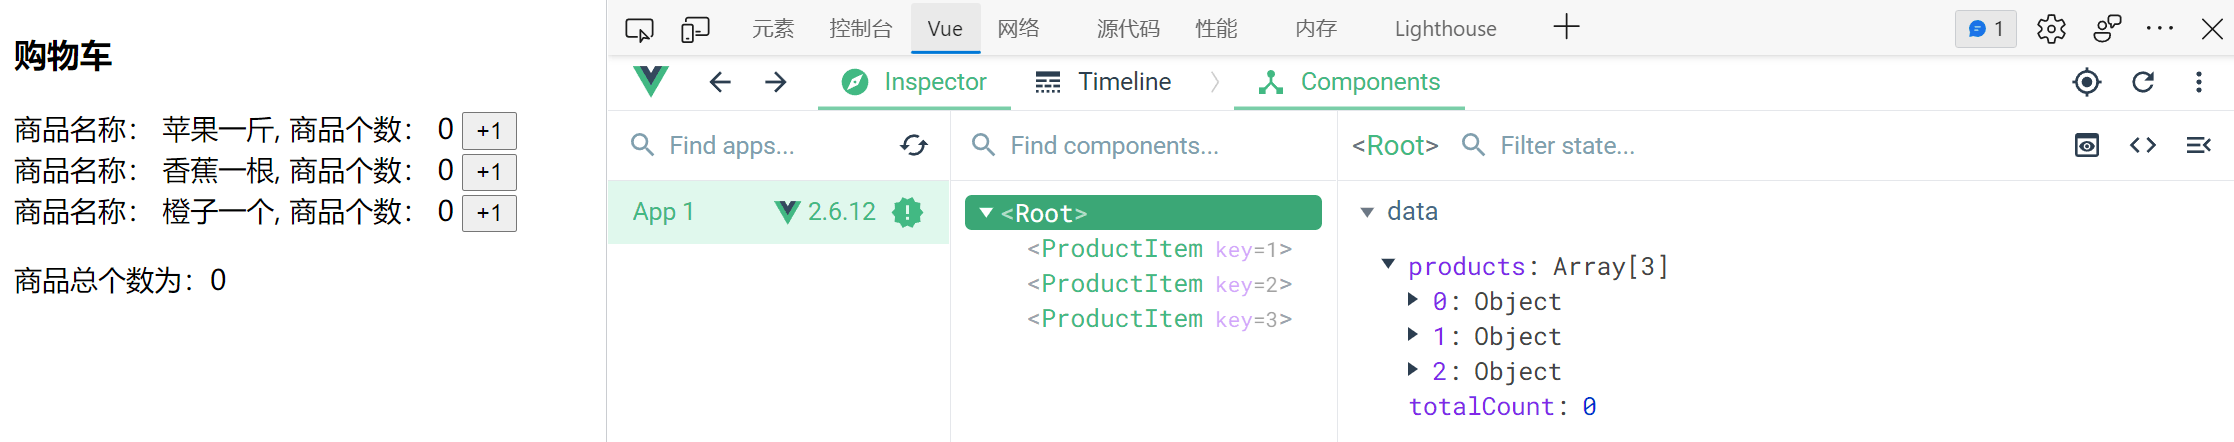 购物车
商品名称： 苹果一斤, 商品个数： 0 +1
商品名称： 香蕉一根, 商品个数： 0 +1
商品名称： 橙子一个, 商品个数： 0 +1
商品总个数为：0
元素 控制台 Vue 网络 源代码 性能 内存 Lighthouse 1
Inspector Timeline Components
Find apps...
App 1 2.6.12
Find components...
<Root>
<ProductItem key=1>
<ProductItem key=2>
<ProductItem key=3>
<Root> Filter state...
data
products: Array[3]
0: Object
1: Object
2: Object
totalCount: 0